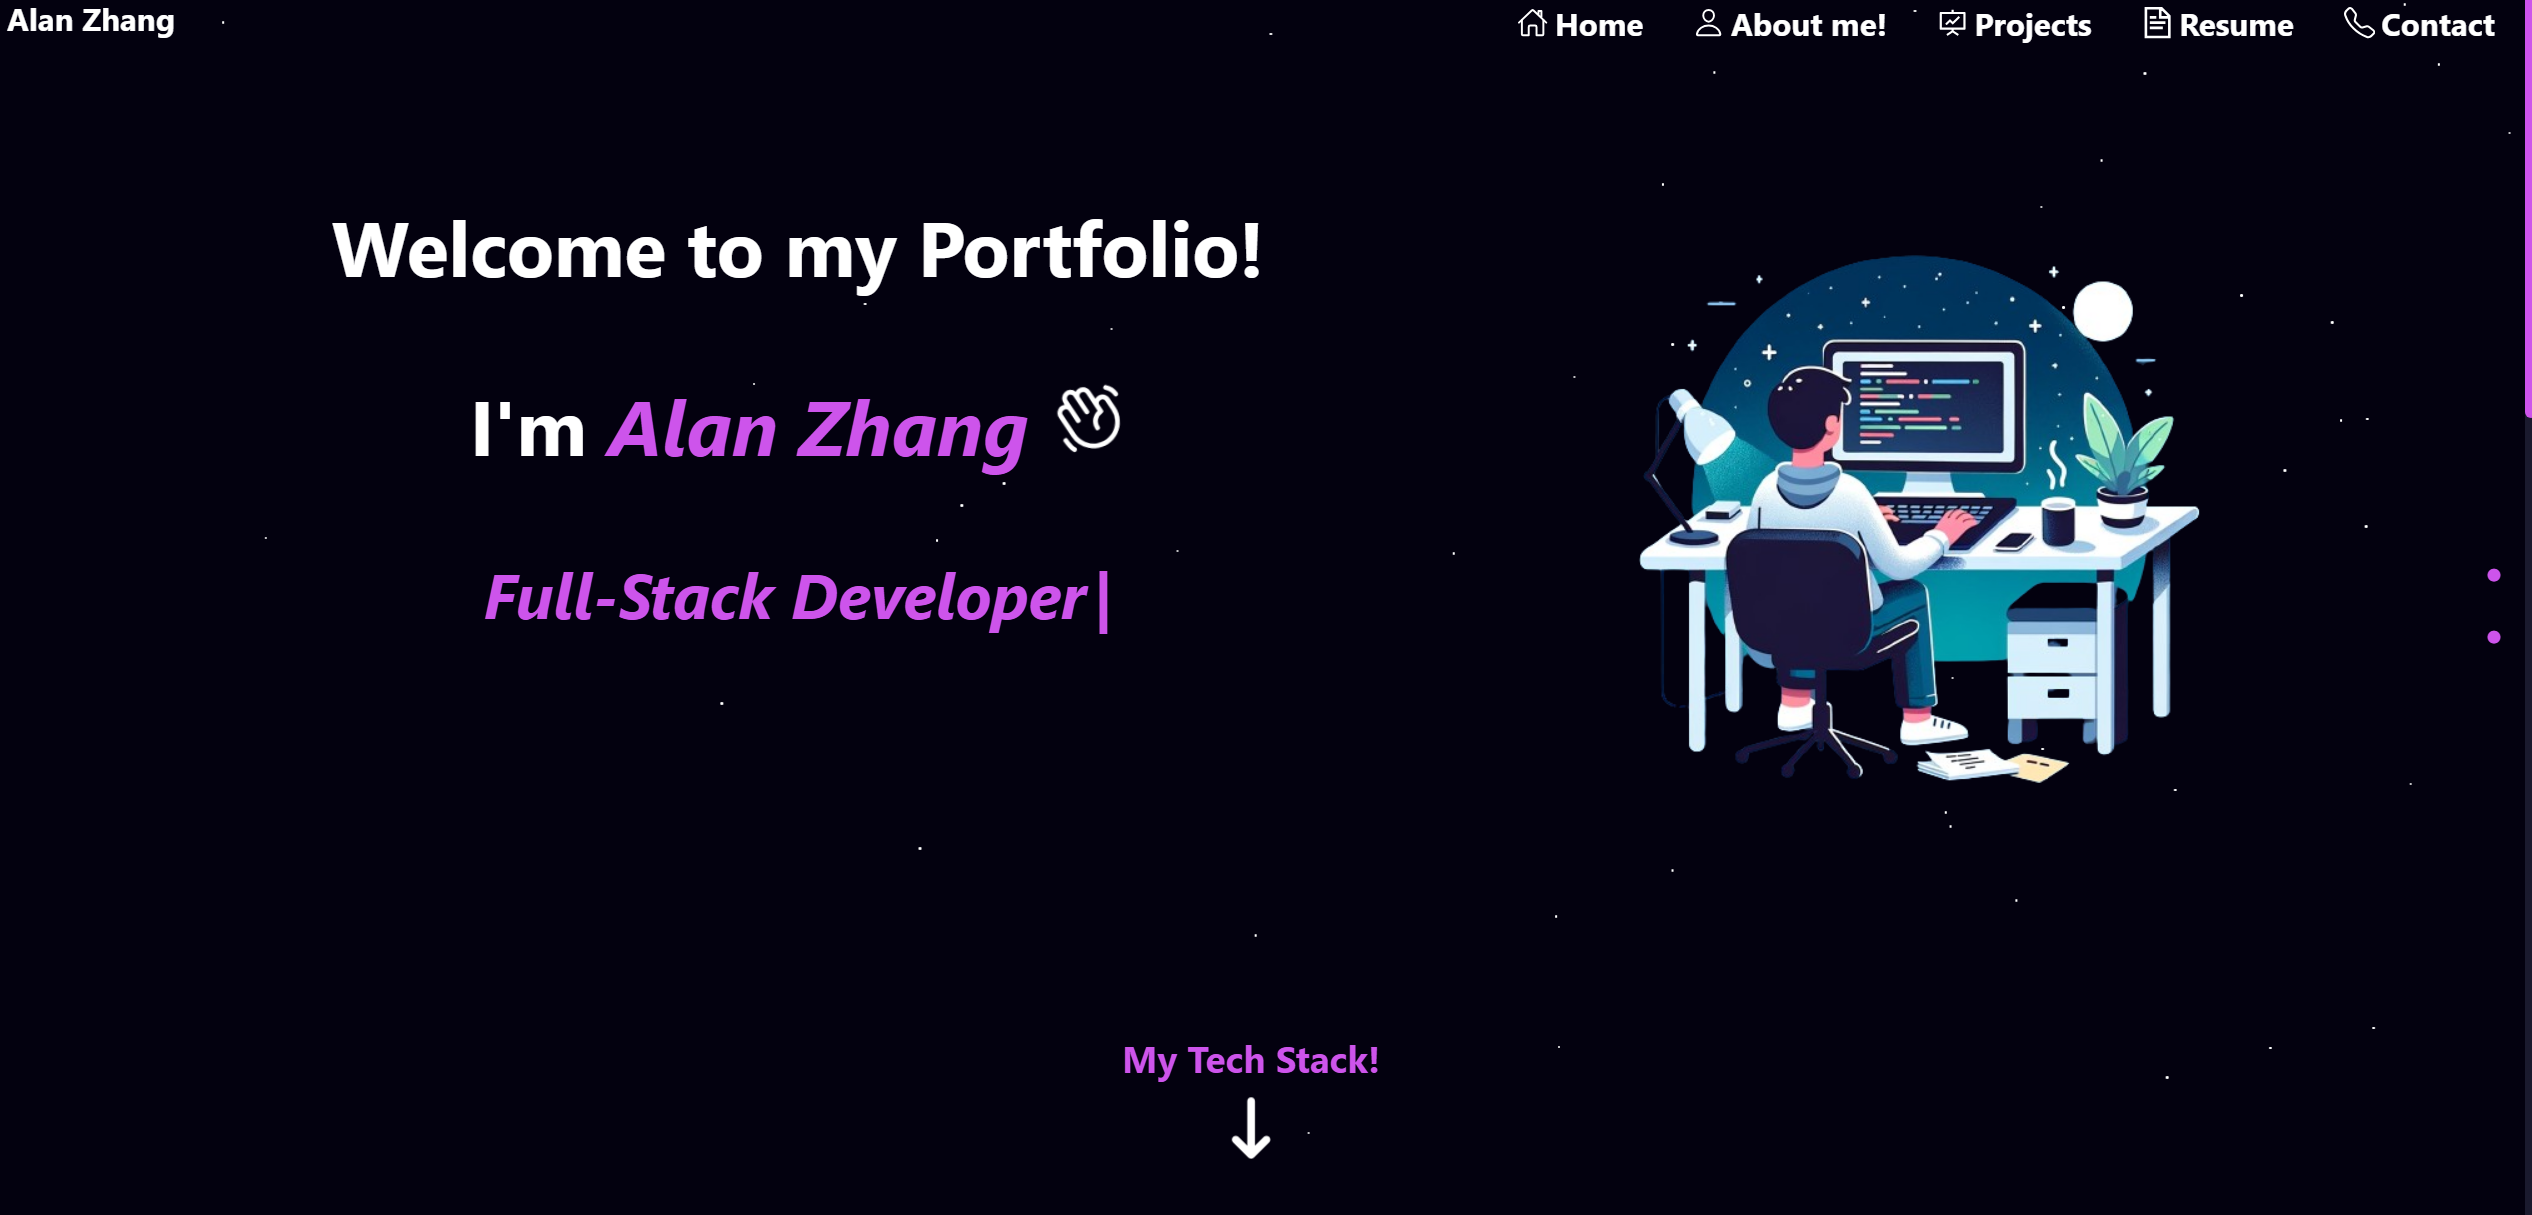 Alan Zhang
Home About me! Projects Resume Contact
Welcome to my Portfolio!
I'm Alan Zhang
Full-Stack Developer|
My Tech Stack!